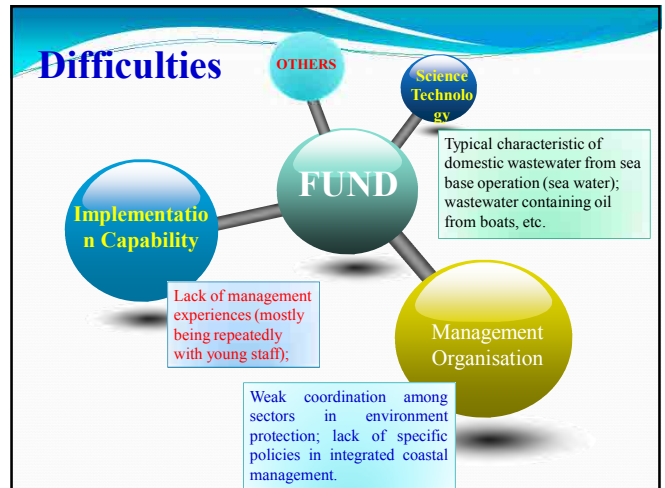 Difficulties
OTHERS
Science
Technolo
gy
Typical characteristic of
domestic wastewater from sea
base operation (sea water);
wastewater containing oil
from boats, etc.
FUND
Implementatio
n Capability
Lack of management
experiences (mostly
being repeatedly
with young staff);
Management
Organisation
Weak coordination among
sectors in environment
protection; lack of specific
policies in integrated coastal
management.